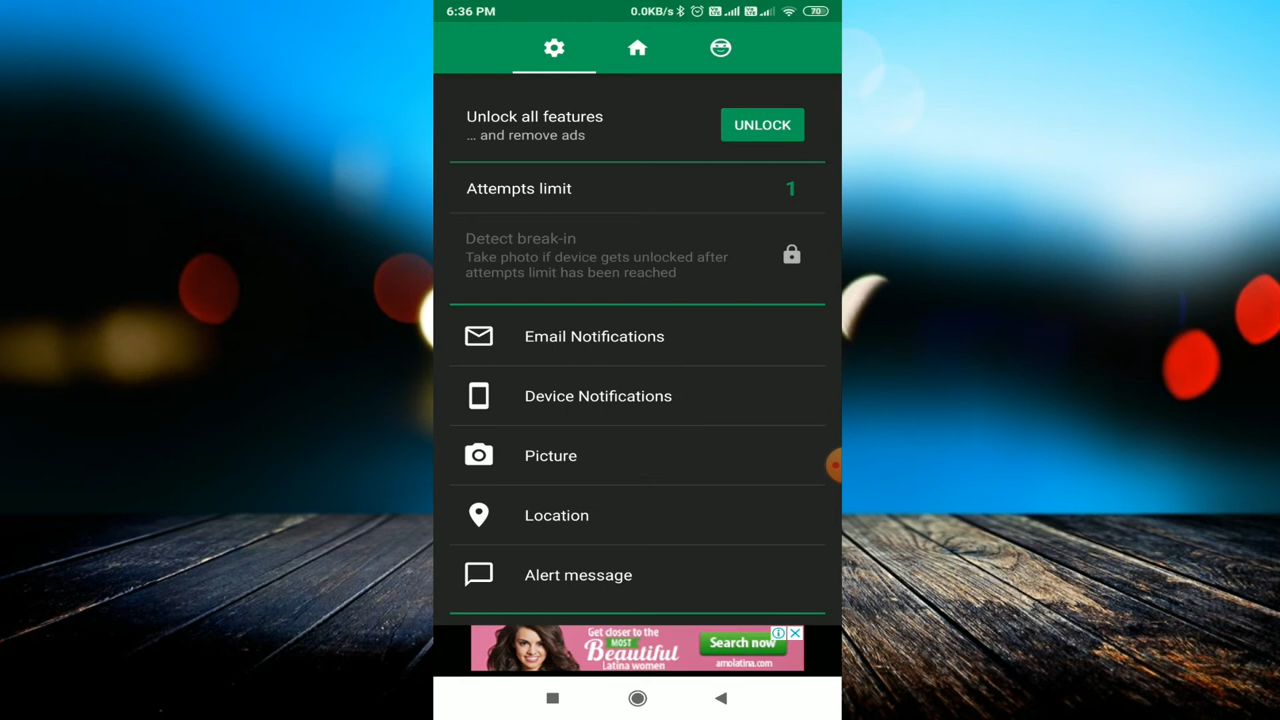 6:36 PM
0.0KB/s
70
Unlock all features
... and remove ads
UNLOCK
Attempts limit
1
Detect break-in
Take photo if device gets unlocked after
attempts limit has been reached
Email Notifications
Device Notifications
Picture
Location
Alert message
Get closer to the
MOST
Beautiful
Latina women
Search now
amolatina.com